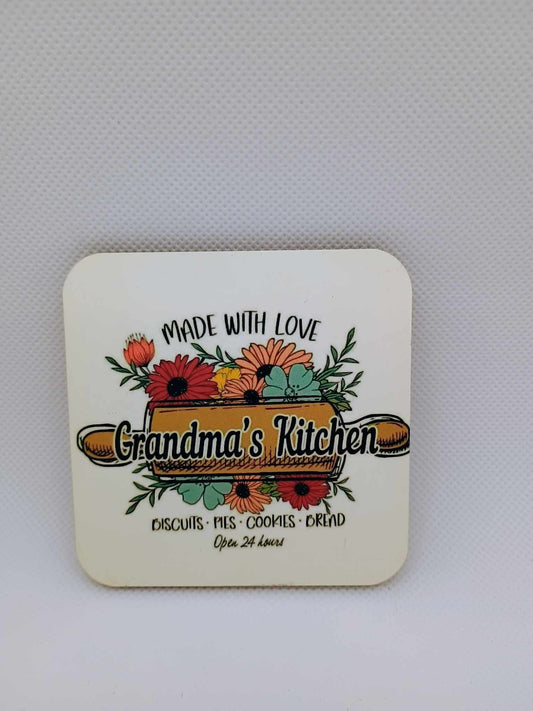 MADE WITH LOVE
Grandma's Kitchen
BISCUITS · PIES · COOKIES · BREAD
Open 24 hours